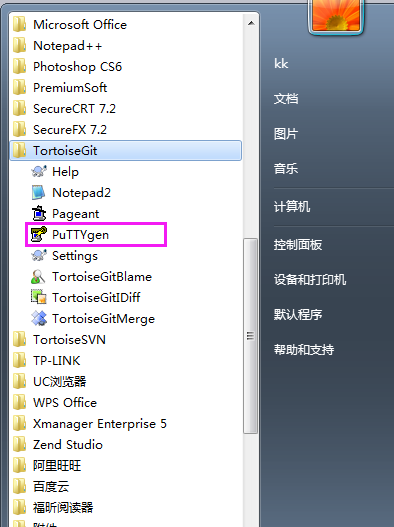 Microsoft Office
Notepad++
Photoshop CS6
PremiumSoft
SecureCRT 7.2
SecureFX 7.2
TortoiseGit
Help
Notepad2
Pageant
PuTTYgen
Settings
TortoiseGitBlame
TortoiseGitIDiff
TortoiseGitMerge
TortoiseSVN
TP-LINK
UC浏览器
WPS Office
Xmanager Enterprise 5
Zend Studio
阿里旺旺
百度云
福昕阅读器
附件
kk
文档
图片
音乐
计算机
控制面板
设备和打印机
默认程序
帮助和支持